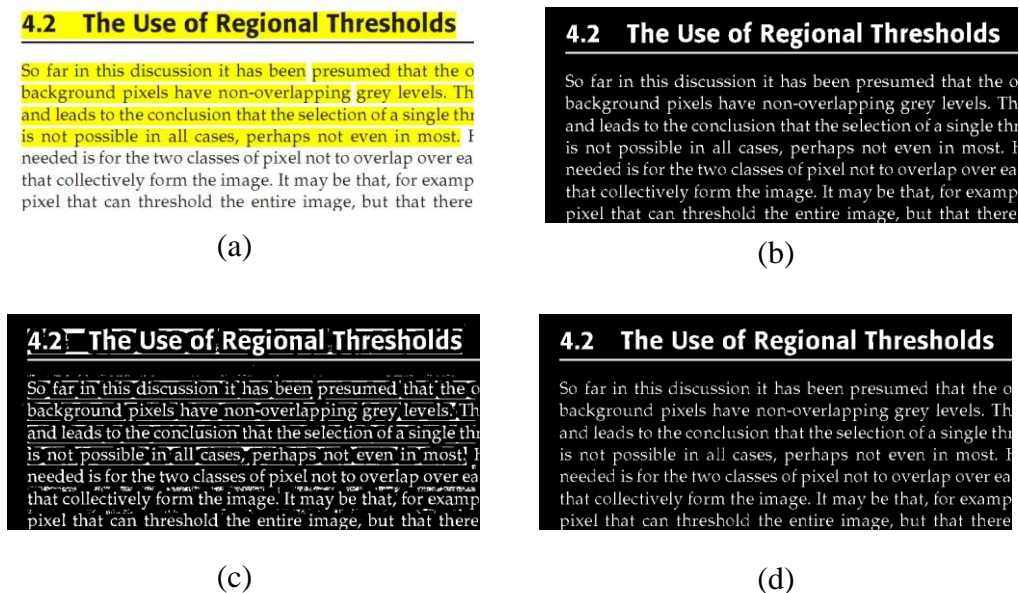 4.2 The Use of Regional Thresholds
So far in this discussion it has been presumed that the o
background pixels have non-overlapping grey levels. Th
and leads to the conclusion that the selection of a single thr
is not possible in all cases, perhaps not even in most. H
needed is for the two classes of pixel not to overlap over ea
that collectively form the image. It may be that, for examp
pixel that can threshold the entire image, but that there
(a)
4.2 The Use of Regional Thresholds
So far in this discussion it has been presumed that the o
background pixels have non-overlapping grey levels. Th
and leads to the conclusion that the selection of a single thr
is not possible in all cases, perhaps not even in most. H
needed is for the two classes of pixel not to overlap over ea
that collectively form the image. It may be that, for examp
pixel that can threshold the entire image, but that there
(b)
4.2 The Use of Regional Thresholds
So far in this discussion it has been presumed that the o
background pixels have non-overlapping grey levels. Th
and leads to the conclusion that the selection of a single thr
is not possible in all cases, perhaps not even in most. H
needed is for the two classes of pixel not to overlap over ea
that collectively form the image. It may be that, for examp
pixel that can threshold the entire image, but that there
(c)
4.2 The Use of Regional Thresholds
So far in this discussion it has been presumed that the o
background pixels have non-overlapping grey levels. Th
and leads to the conclusion that the selection of a single thr
is not possible in all cases, perhaps not even in most. H
needed is for the two classes of pixel not to overlap over ea
that collectively form the image. It may be that, for examp
pixel that can threshold the entire image, but that there
(d)